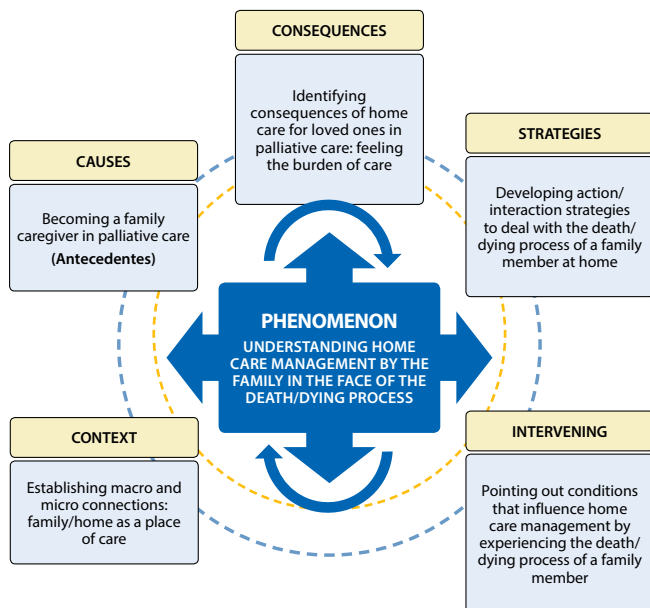 CONSEQUENCES
Identifying
consequences of home
care for loved ones in
palliative care: feeling
the burden of care
CAUSES
Becoming a family
caregiver in palliative care
(Antecedentes)
STRATEGIES
Developing action/
interaction strategies
to deal with the death/
dying process of a family
member at home
PHENOMENON
UNDERSTANDING HOME
CARE MANAGEMENT BY THE
FAMILY IN THE FACE OF THE
DEATH/DYING PROCESS
CONTEXT
Establishing macro and
micro connections:
family/home as a place
of care
INTERVENING
Pointing out conditions
that influence home
care management by
experiencing the death/
dying process of a family
member